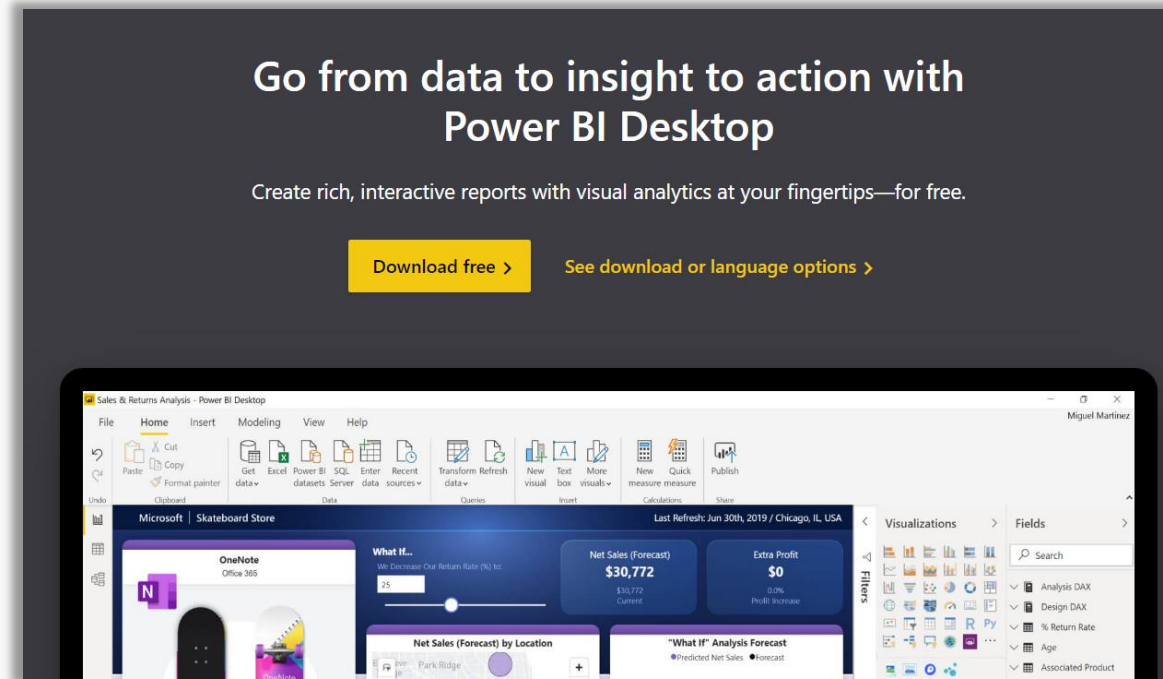 Go from data to insight to action with
Power BI Desktop
Create rich, interactive reports with visual analytics at your fingertips—for free.
Download free >
See download or language options >
Sales & Returns Analysis - Power BI Desktop
Miguel Martinez
File Home Insert Modeling View Help
Cut
Copy
Format painter
Paste
Get data
Excel
Power BI datasets
SQL Server
Enter data
Recent sources
Transform data
Refresh
New visual
Text box
More visuals
New measure
Quick measure
Publish
Undo Clipboard Data Queries Insert Calculations Share
Microsoft | Skateboard Store
Last Refresh: Jun 30th, 2019 / Chicago, IL, USA
OneNote
Office 365
N
OneNote
What If...
We Decrease Our Return Rate (%) to:
25
Net Sales (Forecast)
$30,772
$30,772
Current
Extra Profit
$0
0.0%
Profit Increase
Net Sales (Forecast) by Location
Park Ridge
+
"What If" Analysis Forecast
Predicted Net Sales Forecast
Filters
Visualizations
R Py
Fields
Search
Analysis DAX
Design DAX
% Return Rate
Age
Associated Product